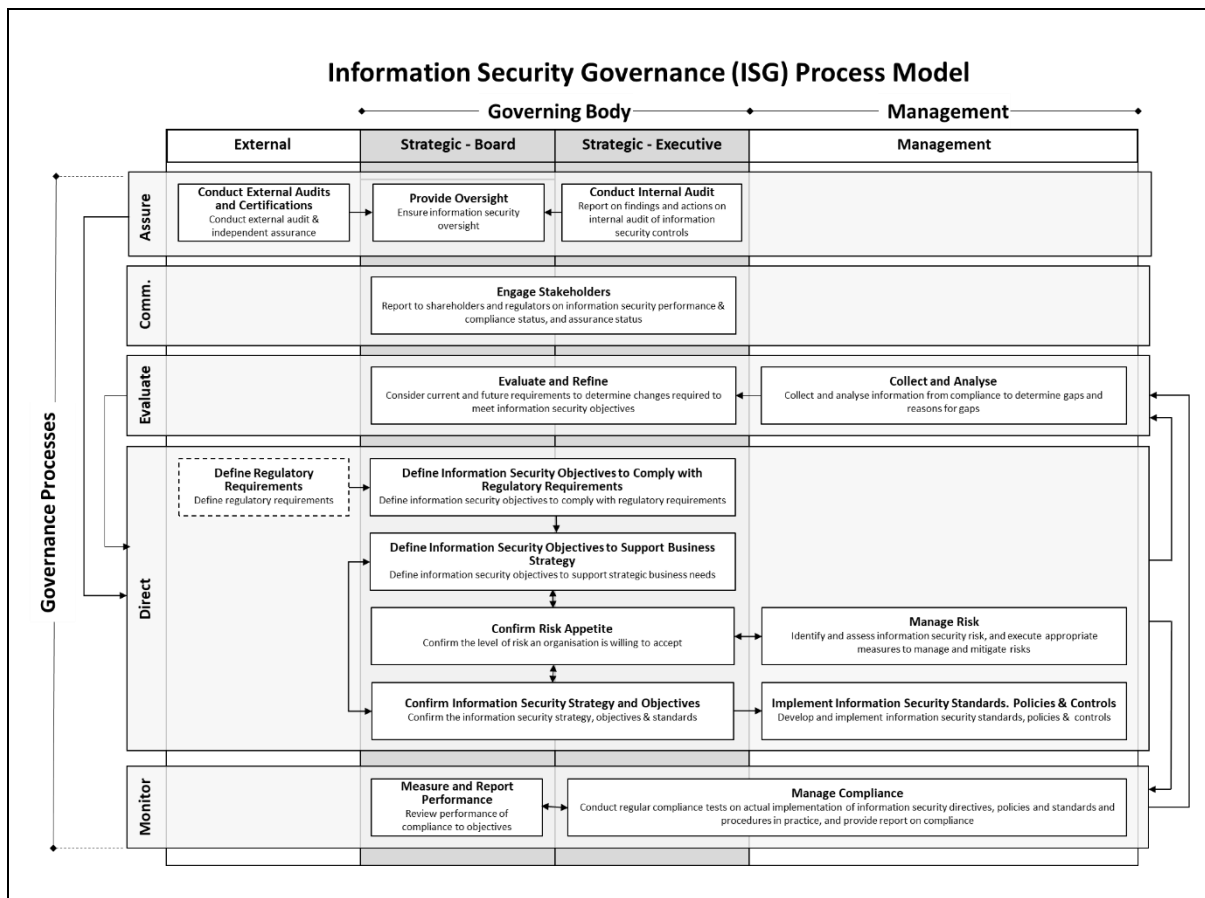 Information Security Governance (ISG) Process Model
Governing Body
Management
External
Strategic - Board
Strategic - Executive
Management
Governance Processes
Assure
Conduct External Audits
and Certifications
Conduct external audit &
independent assurance
Provide Oversight
Ensure information security
oversight
Conduct Internal Audit
Report on findings and actions on
internal audit of information
security controls
Comm.
Engage Stakeholders
Report to shareholders and regulators on information security performance &
compliance status, and assurance status
Evaluate
Evaluate and Refine
Consider current and future requirements to determine changes required to
meet information security objectives
Collect and Analyse
Collect and analyse information from compliance to determine gaps and
reasons for gaps
Direct
Define Regulatory
Requirements
Define regulatory requirements
Define Information Security Objectives to Comply with
Regulatory Requirements
Define information security objectives to comply with regulatory requirements
Define Information Security Objectives to Support Business
Strategy
Define information security objectives to support strategic business needs
Confirm Risk Appetite
Confirm the level of risk an organisation is willing to accept
Manage Risk
Identify and assess information security risk, and execute appropriate
measures to manage and mitigate risks
Confirm Information Security Strategy and Objectives
Confirm the information security strategy, objectives & standards
Implement Information Security Standards. Policies & Controls
Develop and implement information security standards, policies & controls
Monitor
Measure and Report
Performance
Review performance of
compliance to objectives
Manage Compliance
Conduct regular compliance tests on actual implementation of information security directives, policies and standards and
procedures in practice, and provide report on compliance